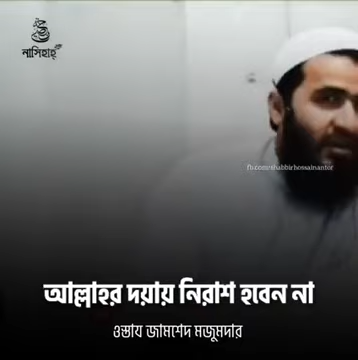 নাসিহাহ্
fb.com/shabbirhossainantor
আল্লাহর দয়ায় নিরাশ হবেন না
ওস্তায জামশেদ মজুমদার